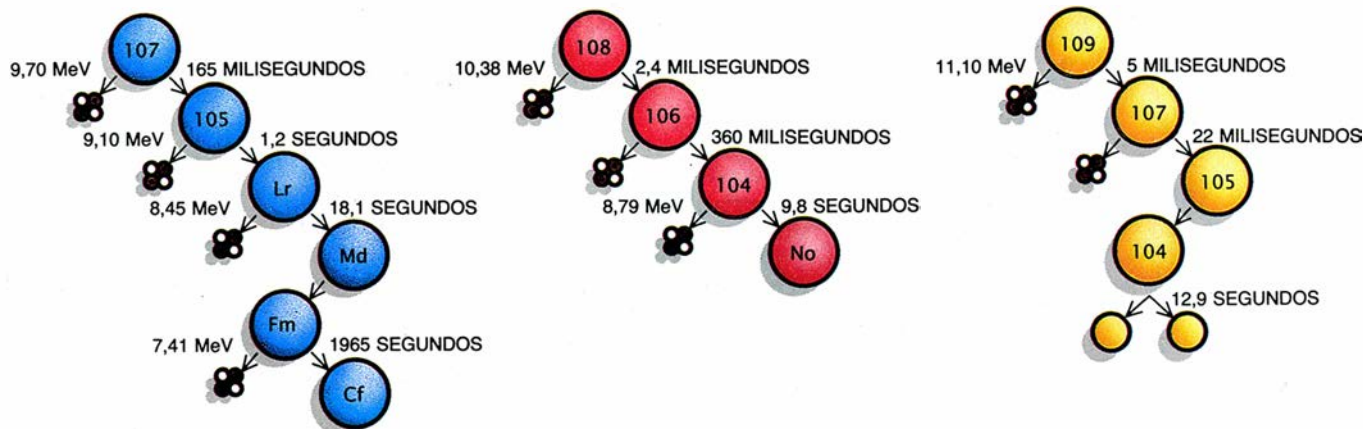 107
9,70 MeV
165 MILISEGUNDOS
105
9,10 MeV
1,2 SEGUNDOS
Lr
8,45 MeV
18,1 SEGUNDOS
Md
Fm
7,41 MeV
1965 SEGUNDOS
Cf
108
10,38 MeV
2,4 MILISEGUNDOS
106
360 MILISEGUNDOS
104
8,79 MeV
9,8 SEGUNDOS
No
109
11,10 MeV
5 MILISEGUNDOS
107
22 MILISEGUNDOS
105
104
12,9 SEGUNDOS